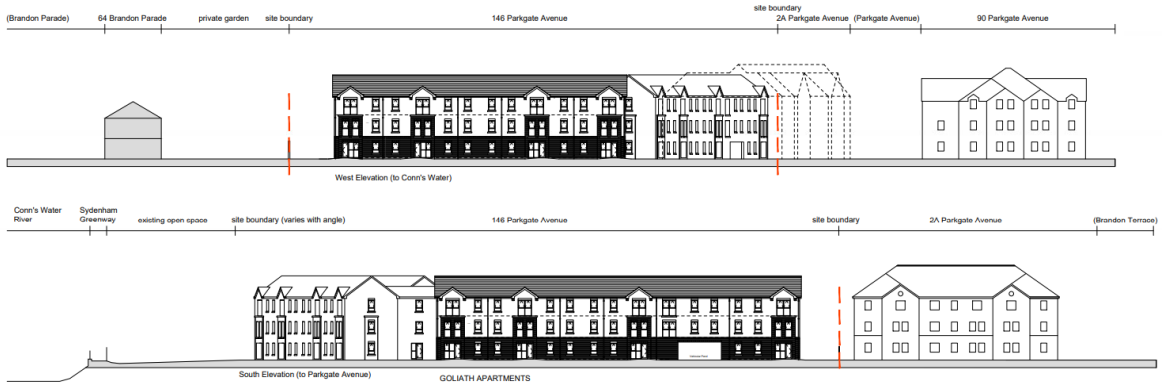 site boundary
(Brandon Parade) 64 Brandon Parade private garden site boundary 146 Parkgate Avenue 2A Parkgate Avenue (Parkgate Avenue) 90 Parkgate Avenue
West Elevation (to Conn's Water)
Conn's Water Sydenham
River Greenway existing open space site boundary (varies with angle) 146 Parkgate Avenue site boundary 2A Parkgate Avenue (Brandon Terrace)
South Elevation (to Parkgate Avenue)
GOLIATH APARTMENTS